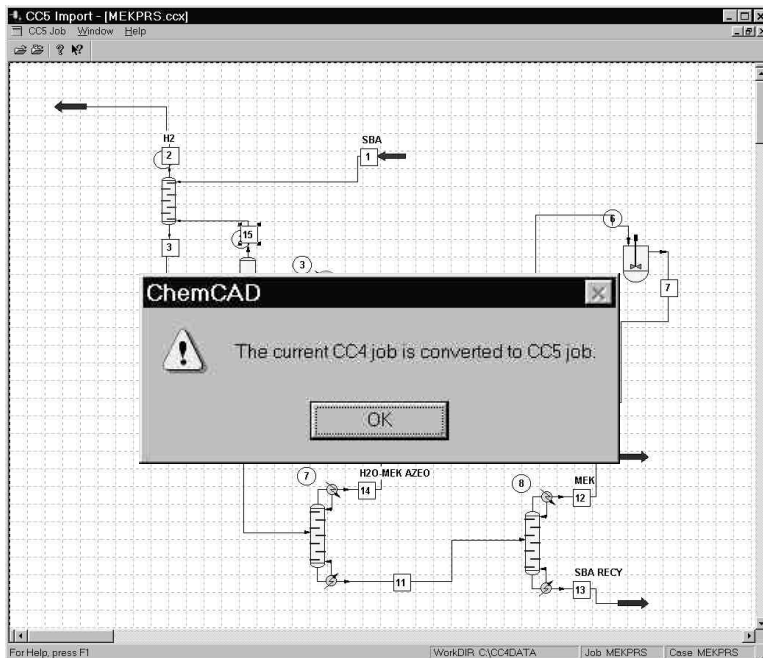 CC5 Import - [MEKPRS.ccx]
CC5 Job Window Help
H2
2
SBA
1
15
3
3
6
7
ChemCAD
The current CC4 job is converted to CC5 job.
OK
7
H2O-MEK AZEO
14
8
MEK
12
11
SBA RECY
13
For Help, press F1
WorkDIR C:\CC4DATA
Job MEKPRS
Case MEKPRS